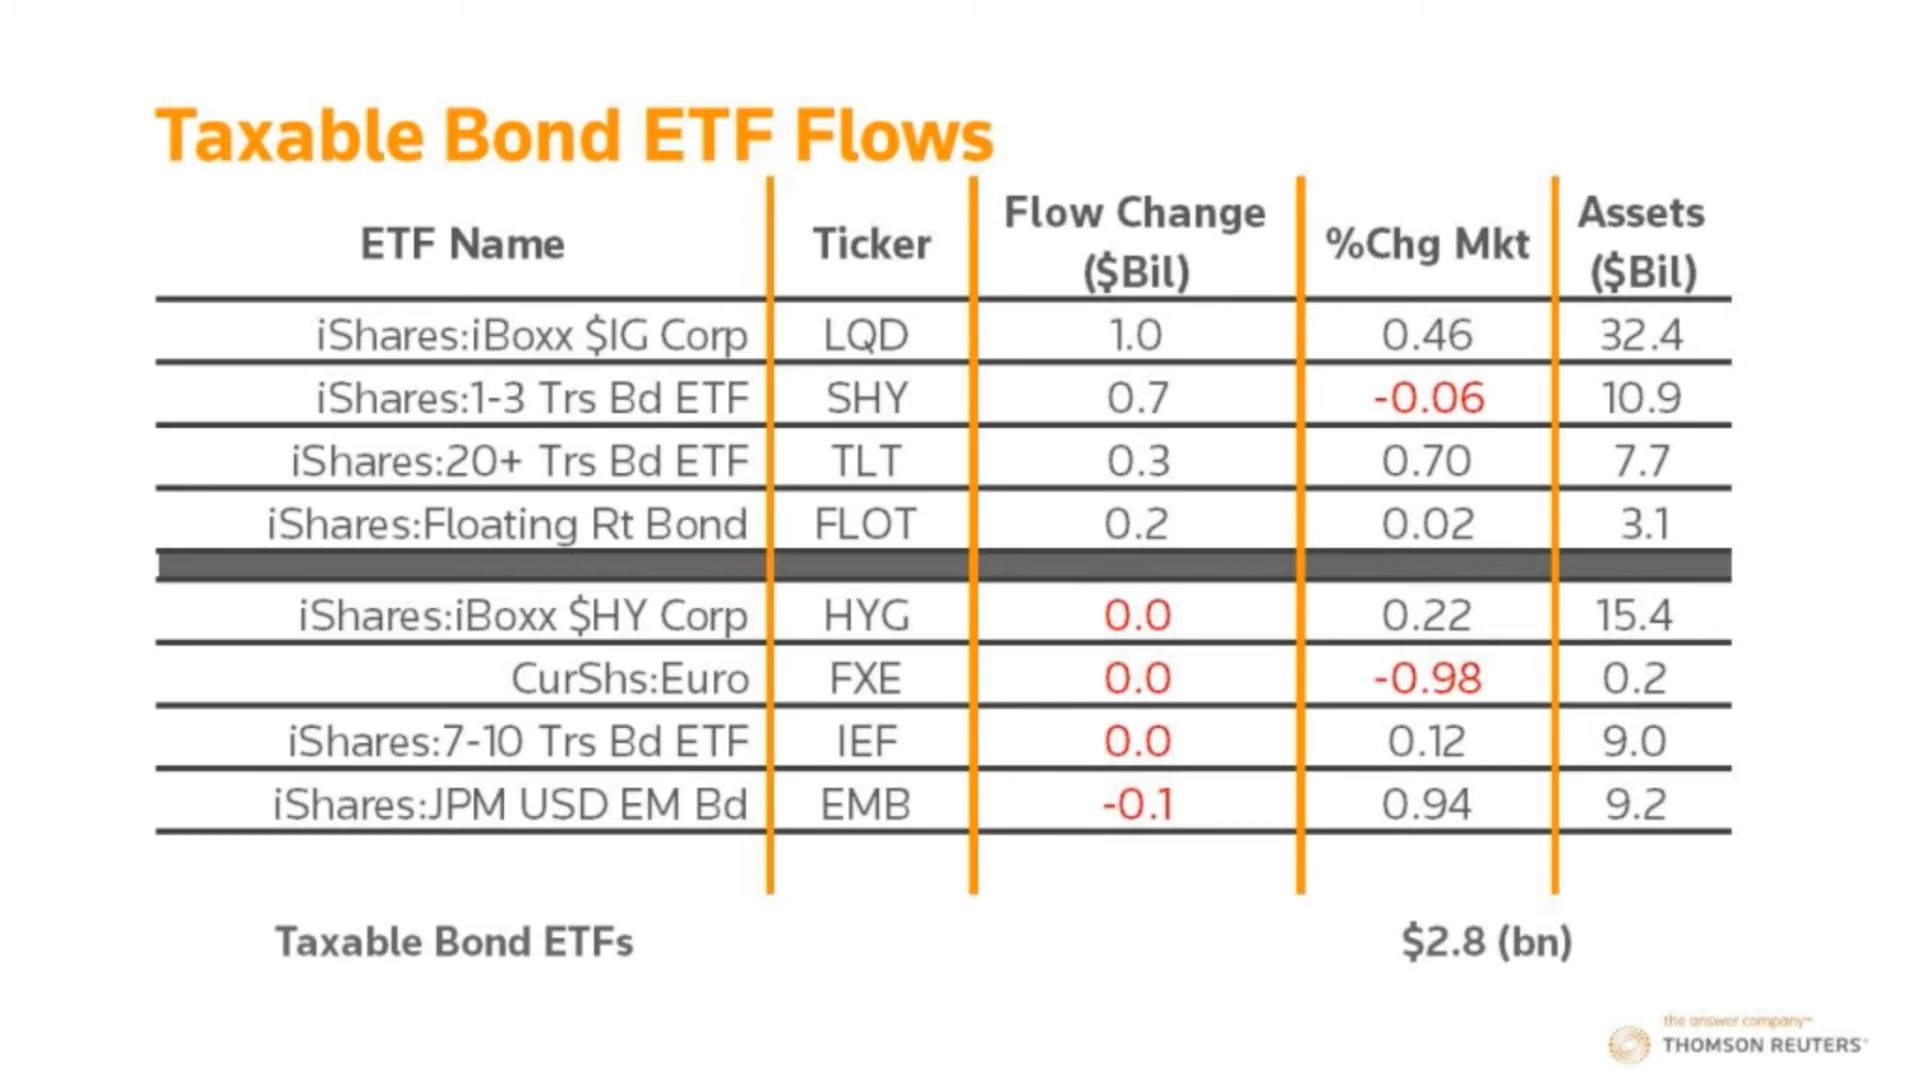 Taxable Bond ETF Flows
ETF Name Ticker Flow Change ($Bil) %Chg Mkt Assets ($Bil)
iShares:iBoxx $IG Corp LQD 1.0 0.46 32.4
iShares:1-3 Trs Bd ETF SHY 0.7 -0.06 10.9
iShares:20+ Trs Bd ETF TLT 0.3 0.70 7.7
iShares:Floating Rt Bond FLOT 0.2 0.02 3.1
iShares:iBoxx $HY Corp HYG 0.0 0.22 15.4
CurShs:Euro FXE 0.0 -0.98 0.2
iShares:7-10 Trs Bd ETF IEF 0.0 0.12 9.0
iShares:JPM USD EM Bd EMB -0.1 0.94 9.2
Taxable Bond ETFs $2.8 (bn)
the answer company™
THOMSON REUTERS®